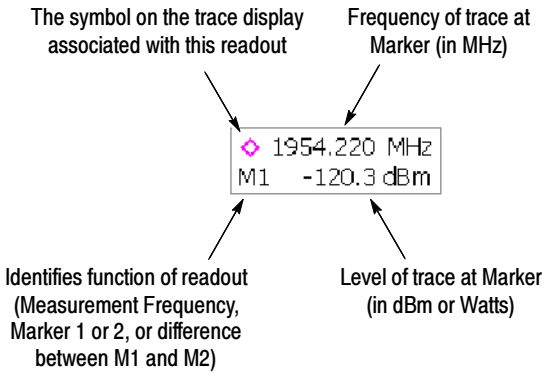 The symbol on the trace display
associated with this readout
Frequency of trace at
Marker (in MHz)
1954.220 MHz
M1 -120.3 dBm
Identifies function of readout
(Measurement Frequency,
Marker 1 or 2, or difference
between M1 and M2)
Level of trace at Marker
(in dBm or Watts)